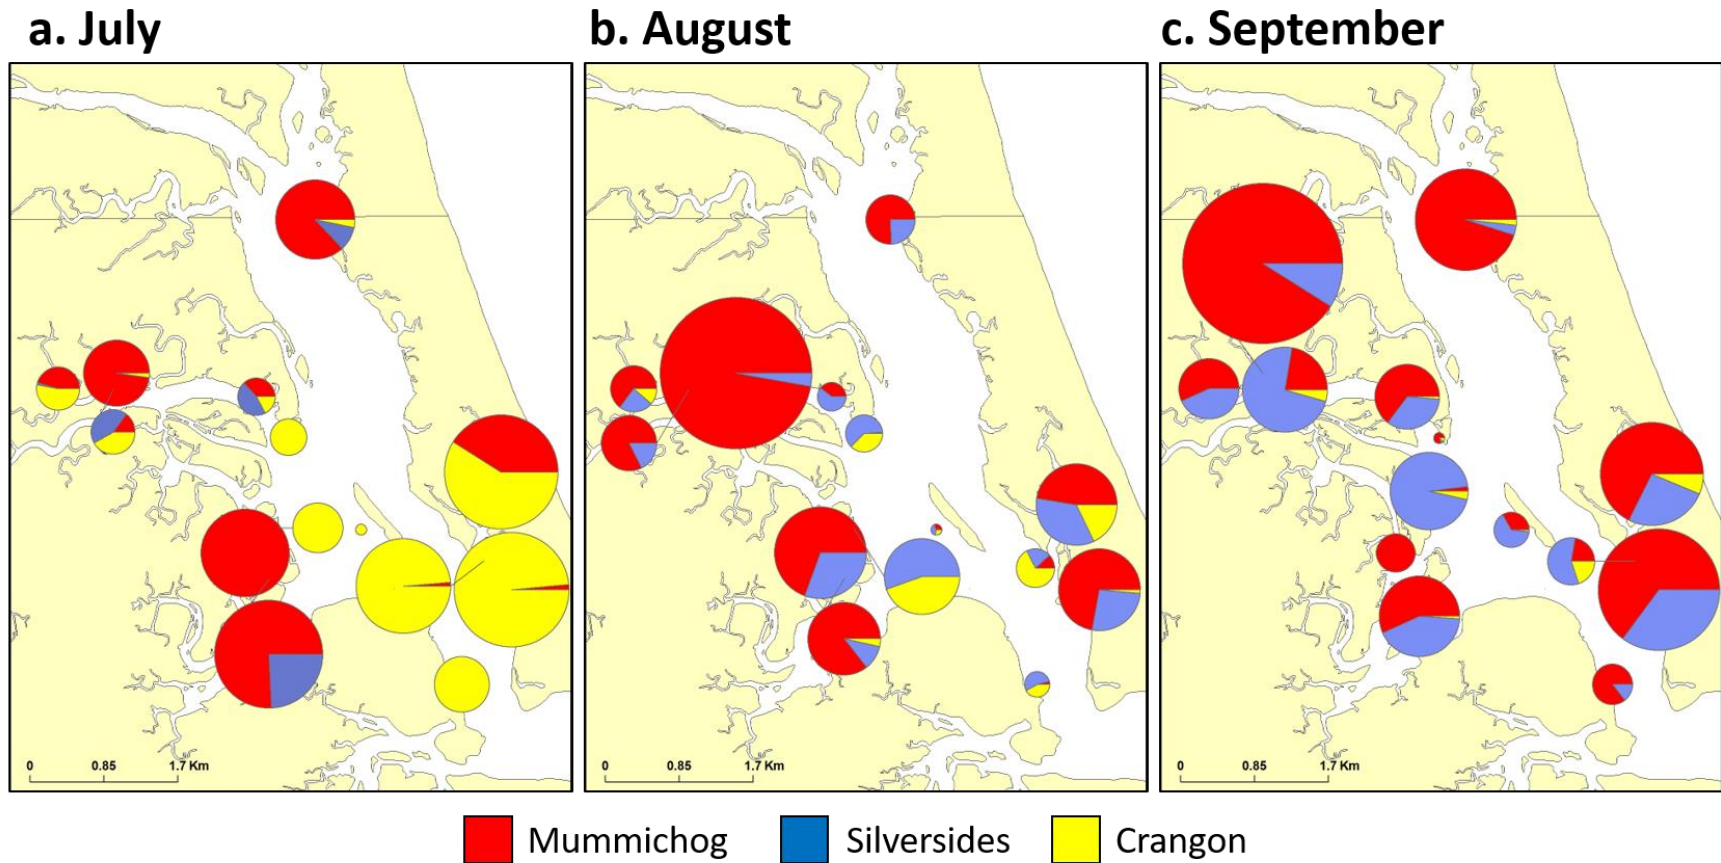 a. July
b. August
c. September
0 0.85 1.7 Km
0 0.85 1.7 Km
0 0.85 1.7 Km
Mummichog Silversides Crangon